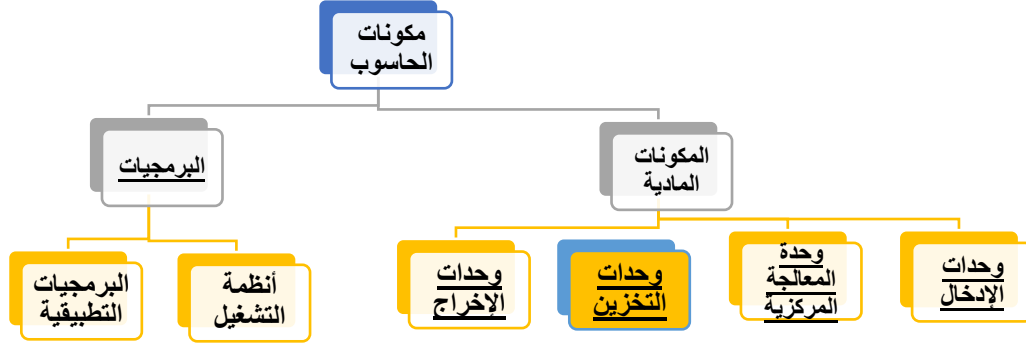 مكونات
الحاسوب
المكونات
المادية
البرمجيات
وحدات
الإدخال
وحدة
المعالجة
المركزية
وحدات
التخزين
وحدات
الإخراج
أنظمة
التشغيل
البرمجيات
التطبيقية